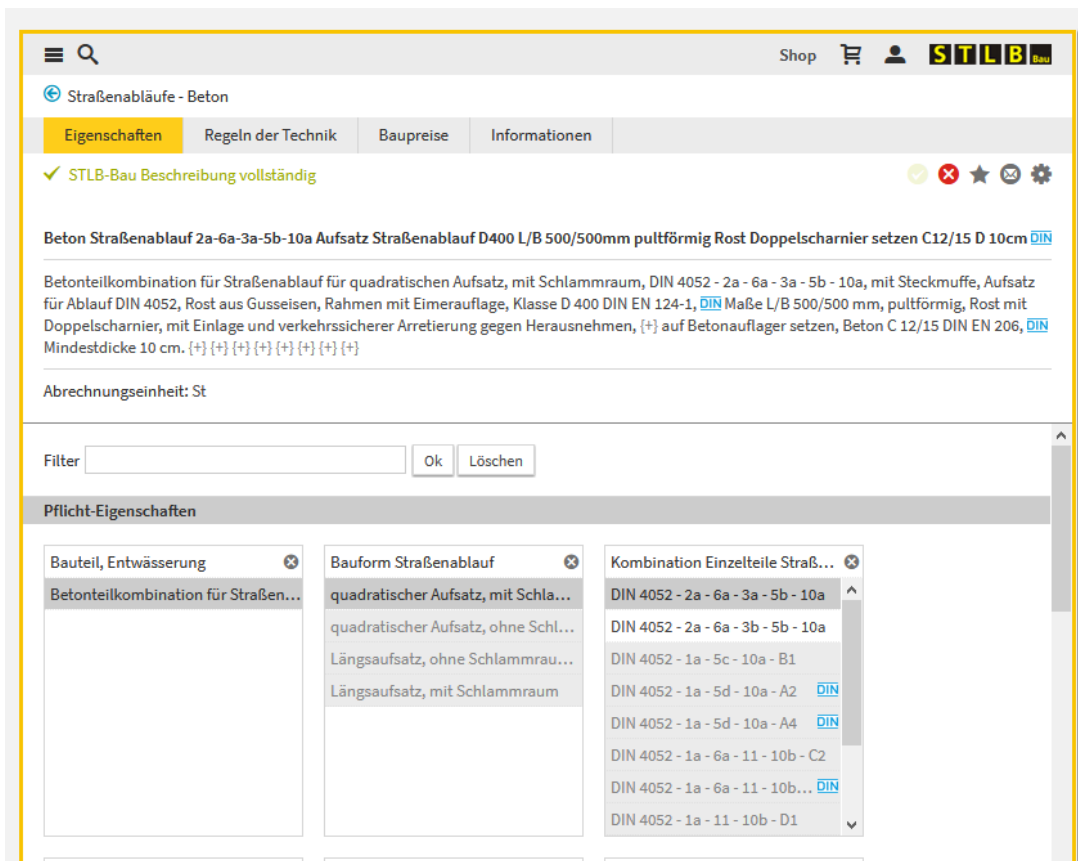 Shop STLB Bau
Straßenabläufe - Beton
Eigenschaften Regeln der Technik Baupreise Informationen
STLB-Bau Beschreibung vollständig
Beton Straßenablauf 2a-6a-3a-5b-10a Aufsatz Straßenablauf D400 L/B 500/500mm pultförmig Rost Doppelscharnier setzen C12/15 D 10cm DIN
Betonteilkombination für Straßenablauf für quadratischen Aufsatz, mit Schlammraum, DIN 4052 - 2a - 6a - 3a - 5b - 10a, mit Steckmuffe, Aufsatz
für Ablauf DIN 4052, Rost aus Gusseisen, Rahmen mit Eimerauflage, Klasse D 400 DIN EN 124-1, DIN Maße L/B 500/500 mm, pultförmig, Rost mit
Doppelscharnier, mit Einlage und verkehrssicherer Arretierung gegen Herausnehmen, {+} auf Betonauflager setzen, Beton C 12/15 DIN EN 206, DIN
Mindestdicke 10 cm. {+} {+} {+} {+} {+} {+} {+} {+}
Abrechnungseinheit: St
Filter Ok Löschen
Pflicht-Eigenschaften
Bauteil, Entwässerung
Betonteilkombination für Straßen...
Bauform Straßenablauf
quadratischer Aufsatz, mit Schla...
quadratischer Aufsatz, ohne Schl...
Längsaufsatz, ohne Schlammrau...
Längsaufsatz, mit Schlammraum
Kombination Einzelteile Straß...
DIN 4052 - 2a - 6a - 3a - 5b - 10a
DIN 4052 - 2a - 6a - 3b - 5b - 10a
DIN 4052 - 1a - 5c - 10a - B1
DIN 4052 - 1a - 5d - 10a - A2 DIN
DIN 4052 - 1a - 5d - 10a - A4 DIN
DIN 4052 - 1a - 6a - 11 - 10b - C2
DIN 4052 - 1a - 6a - 11 - 10b... DIN
DIN 4052 - 1a - 11 - 10b - D1